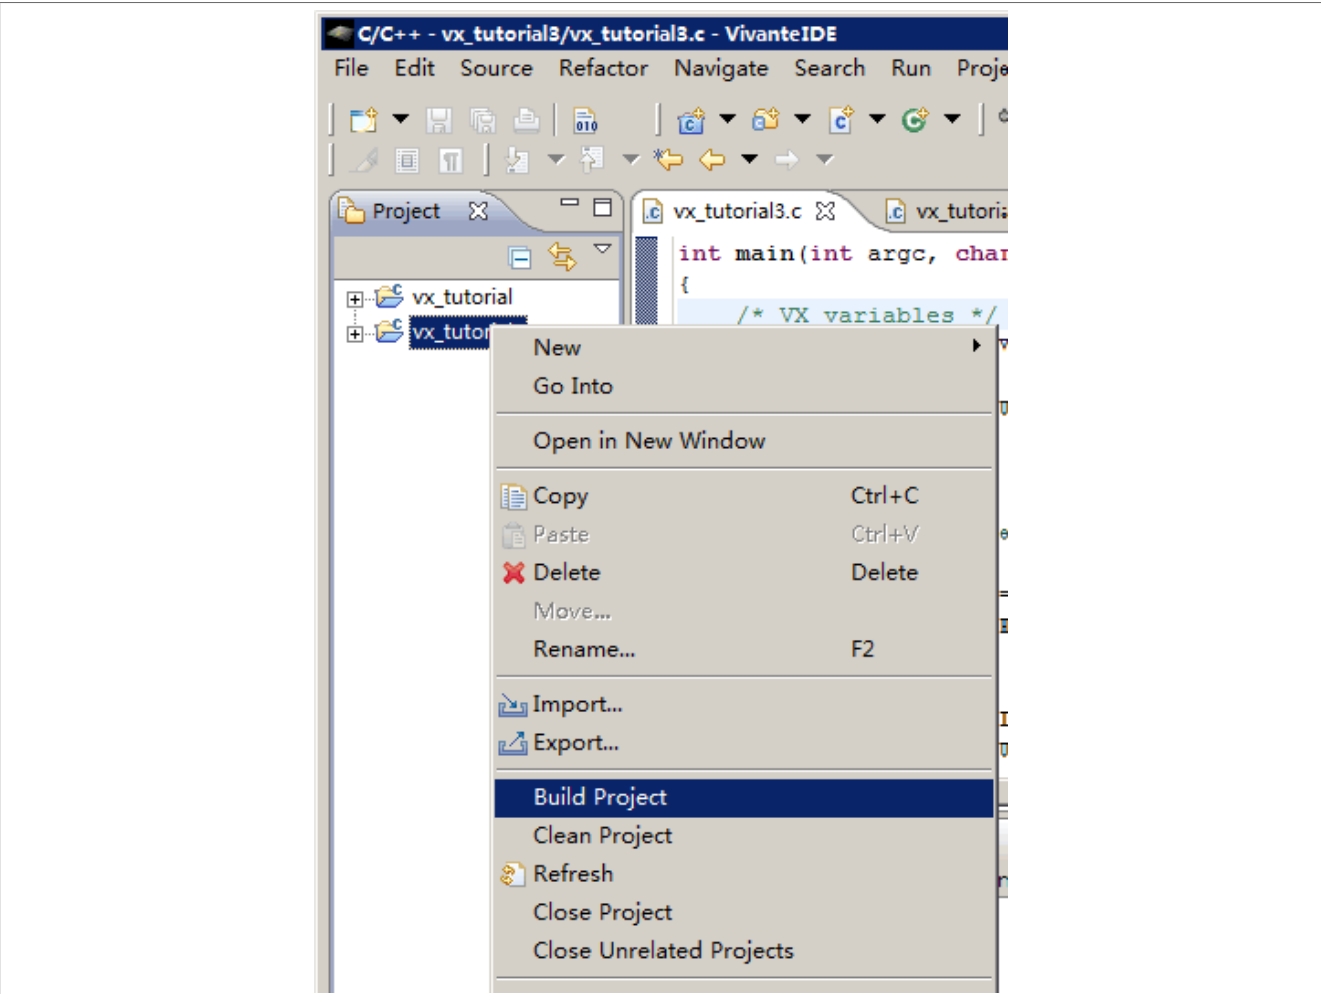 C/C++ - vx_tutorial3/vx_tutorial3.c - VivanteIDE
File Edit Source Refactor Navigate Search Run
010
Project
vx_tutorial3.c
int main(int argc,
{
/* VX variables */
vx_tutorial
New
Go Into
Open in New Window
Copy Ctrl+C
Paste Ctrl+V
Delete Delete
Move...
Rename... F2
Import...
Export...
Build Project
Clean Project
Refresh
Close Project
Close Unrelated Projects